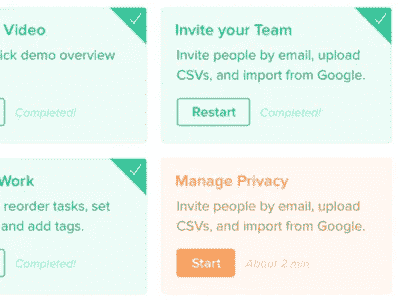 Video
ick demo overview
Completed!
Invite your Team
Invite people by email, upload
CSVs, and import from Google.
Restart
Completed!
Work
reorder tasks, set
and add tags.
Completed!
Manage Privacy
Invite people by email, upload
CSVs, and import from Google.
Start
About 2 min